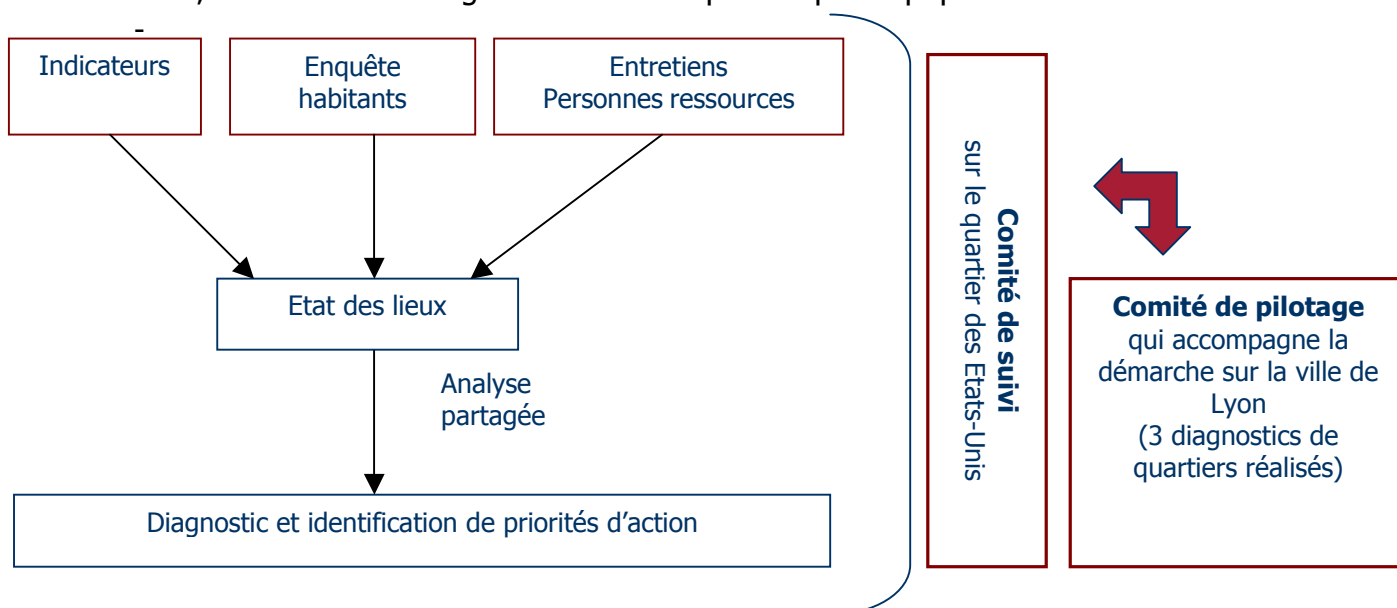 -
Indicateurs
Enquête
habitants
Entretiens
Personnes ressources
Etat des lieux
Analyse
partagée
Diagnostic et identification de priorités d'action
Comité de suivi
sur le quartier des Etats-Unis
Comité de pilotage
qui accompagne la
démarche sur la ville de
Lyon
(3 diagnostics de
quartiers réalisés)